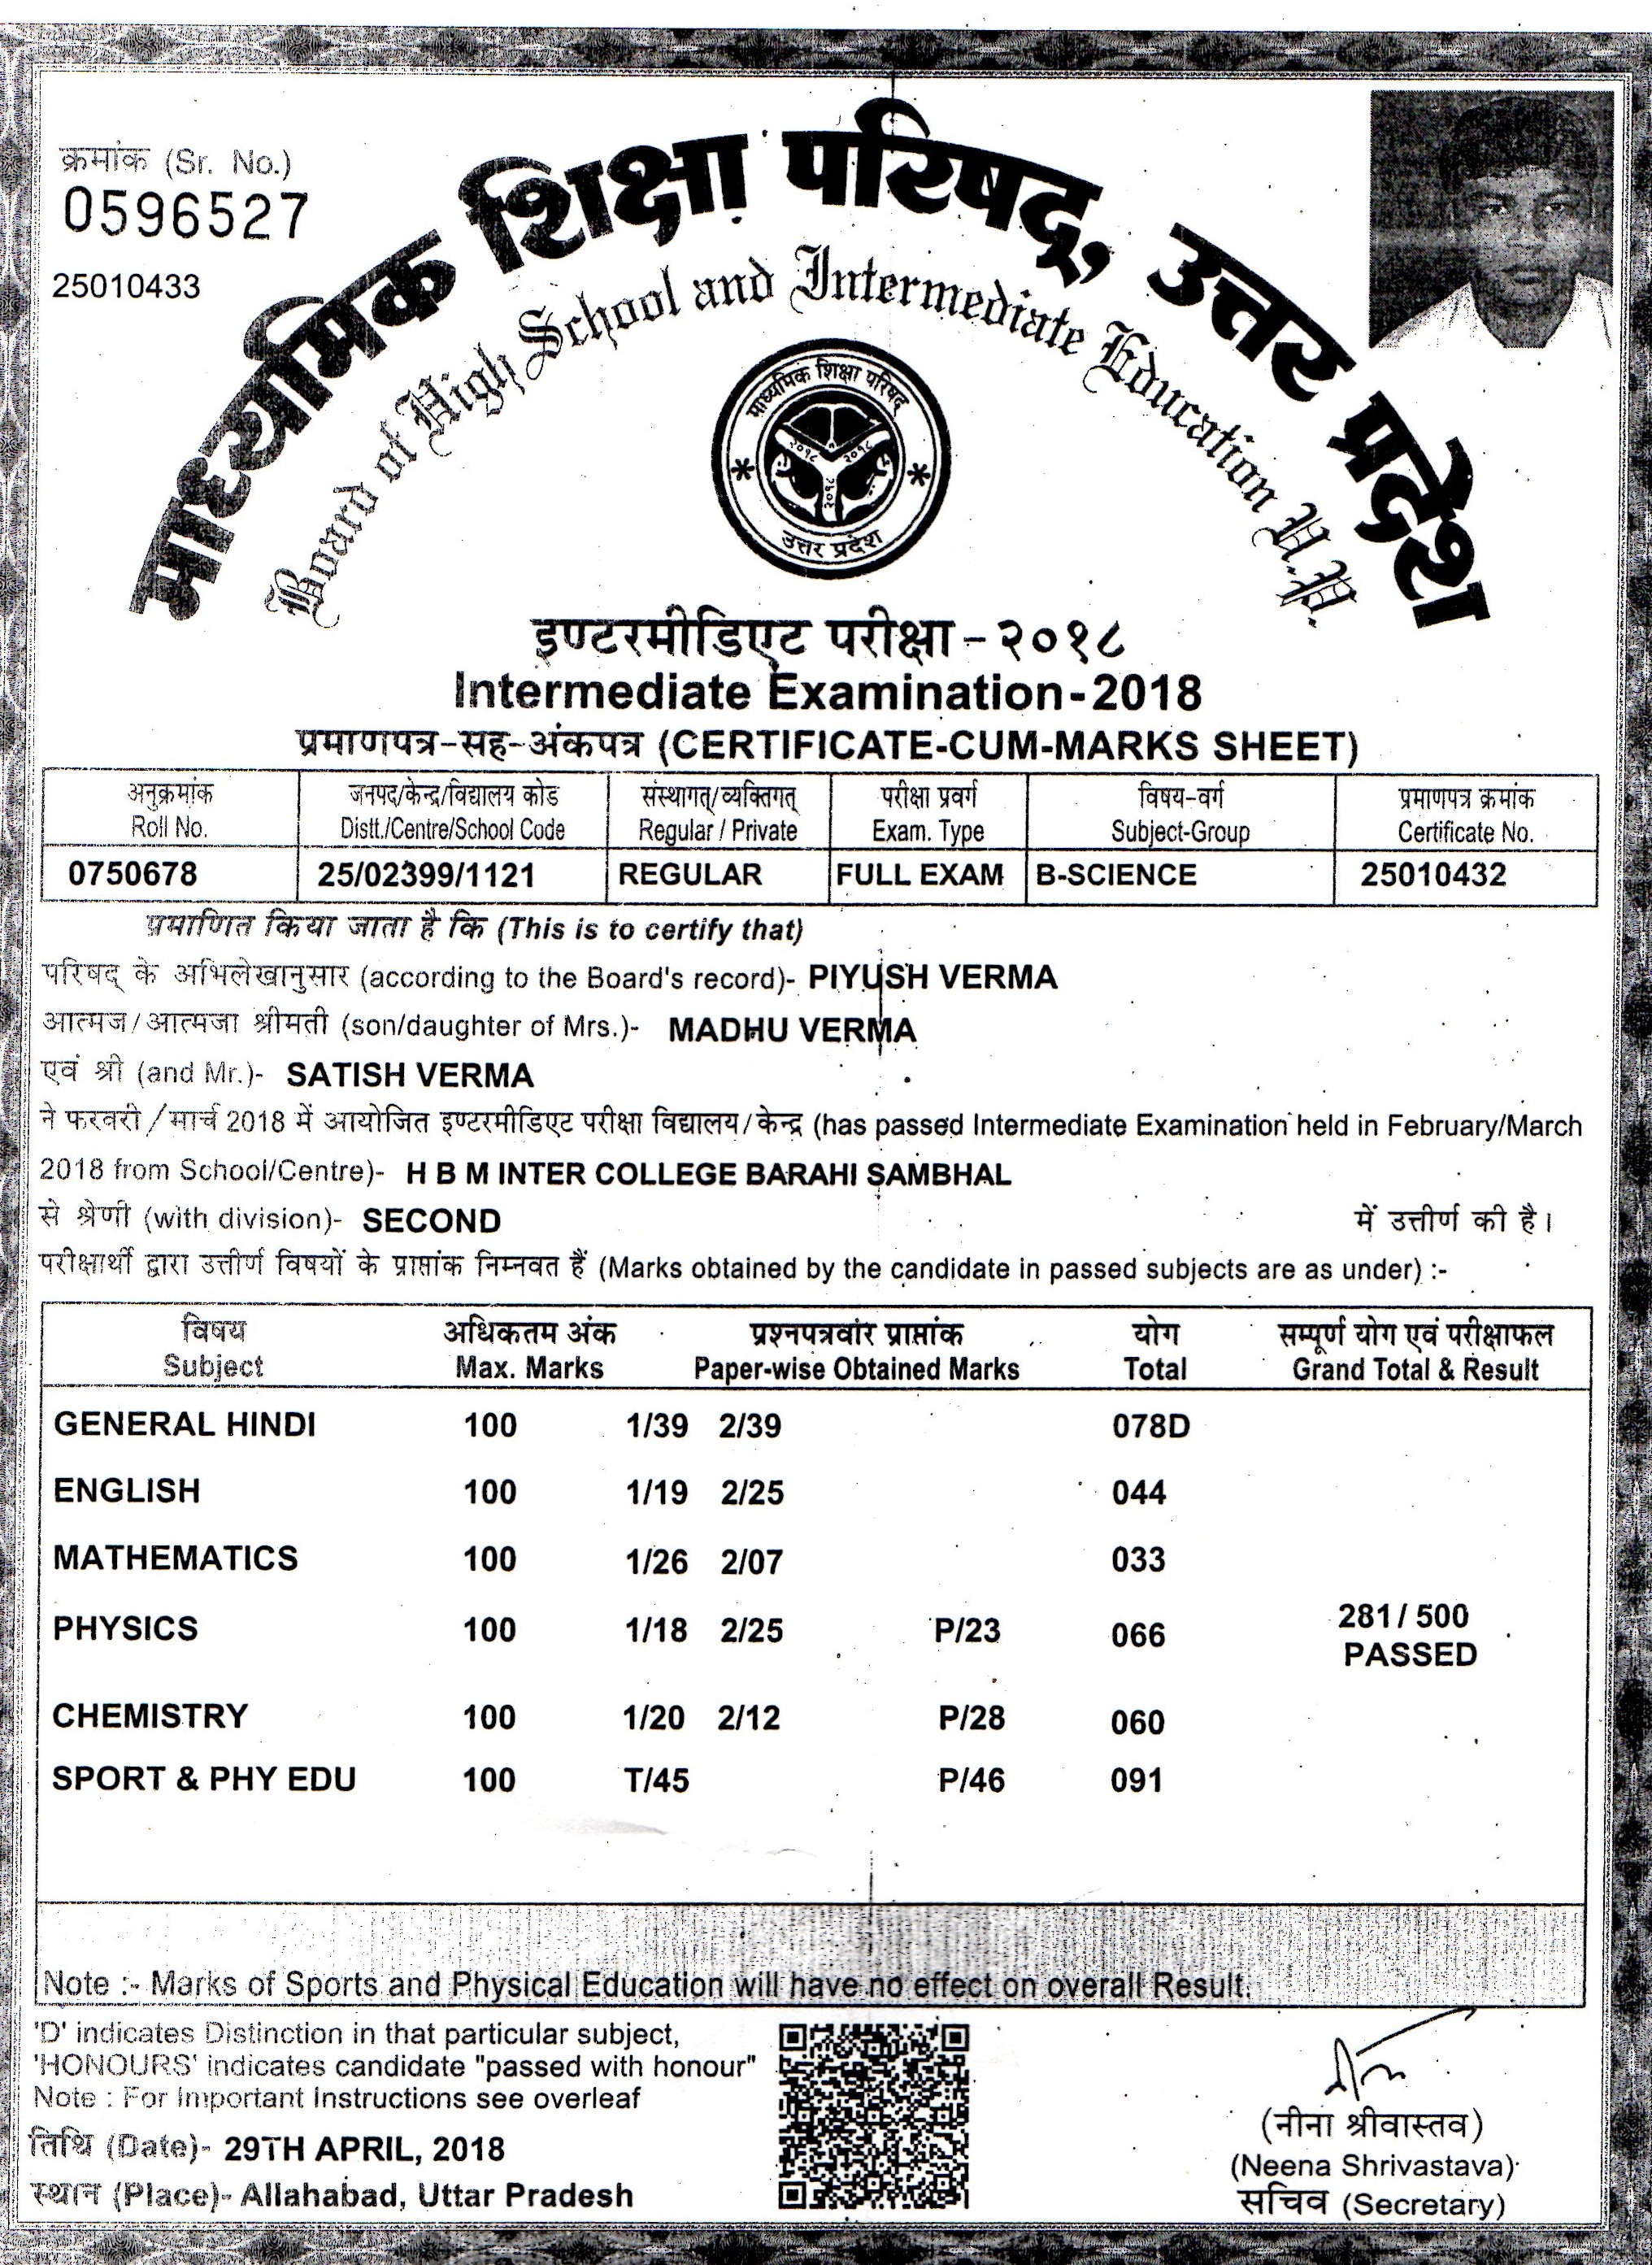 क्रमांक (Sr. No.)
0596527
25010433
माध्यमिक शिक्षा परिषद्, उत्तर प्रदेश
Board of High School and Intermediate Education U.P.
माध्यमिक शिक्षा परिषद
२०१८ २०१८
२०१८
उत्तर प्रदेश
इण्टरमीडिएट परीक्षा - २०१८
Intermediate Examination - 2018
प्रमाणपत्र-सह-अंकपत्र (CERTIFICATE-CUM-MARKS SHEET)
अनुक्रमांक जनपद/केन्द्र/विद्यालय कोड संस्थागत्/व्यक्तिगत् परीक्षा प्रवर्ग विषय-वर्ग प्रमाणपत्र क्रमांक
Roll No. Distt./Centre/School Code Regular / Private Exam. Type Subject-Group Certificate No.
0750678 25/02399/1121 REGULAR FULL EXAM B-SCIENCE 25010432
प्रमाणित किया जाता है कि (This is to certify that)
परिषद् के अभिलेखानुसार (according to the Board's record)- PIYUSH VERMA
आत्मज/आत्मजा श्रीमती (son/daughter of Mrs.)- MADHU VERMA
एवं श्री (and Mr.)- SATISH VERMA
ने फरवरी/मार्च 2018 में आयोजित इण्टरमीडिएट परीक्षा विद्यालय/केन्द्र (has passed Intermediate Examination held in February/March
2018 from School/Centre)- H B M INTER COLLEGE BARAHI SAMBHAL
से श्रेणी (with division)- SECOND में उत्तीर्ण की है।
परीक्षार्थी द्वारा उत्तीर्ण विषयों के प्राप्तांक निम्नवत हैं (Marks obtained by the candidate in passed subjects are as under) :-
विषय अधिकतम अंक प्रश्नपत्रवार प्राप्तांक योग सम्पूर्ण योग एवं परीक्षाफल
Subject Max. Marks Paper-wise Obtained Marks Total Grand Total & Result
GENERAL HINDI 100 1/39 2/39 078D
ENGLISH 100 1/19 2/25 044
MATHEMATICS 100 1/26 2/07 033
PHYSICS 100 1/18 2/25 P/23 066 281/ 500
PASSED
CHEMISTRY 100 1/20 2/12 P/28 060
SPORT & PHY EDU 100 T/45 P/46 091
Note :- Marks of Sports and Physical Education will have no effect on overall Result.
'D' indicates Distinction in that particular subject,
'HONOURS' indicates candidate "passed with honour"
Note : For Important Instructions see overleaf
तिथि (Date)- 29TH APRIL, 2018
स्थान (Place)- Allahabad, Uttar Pradesh
(नीना श्रीवास्तव)
(Neena Shrivastava)
सचिव (Secretary)